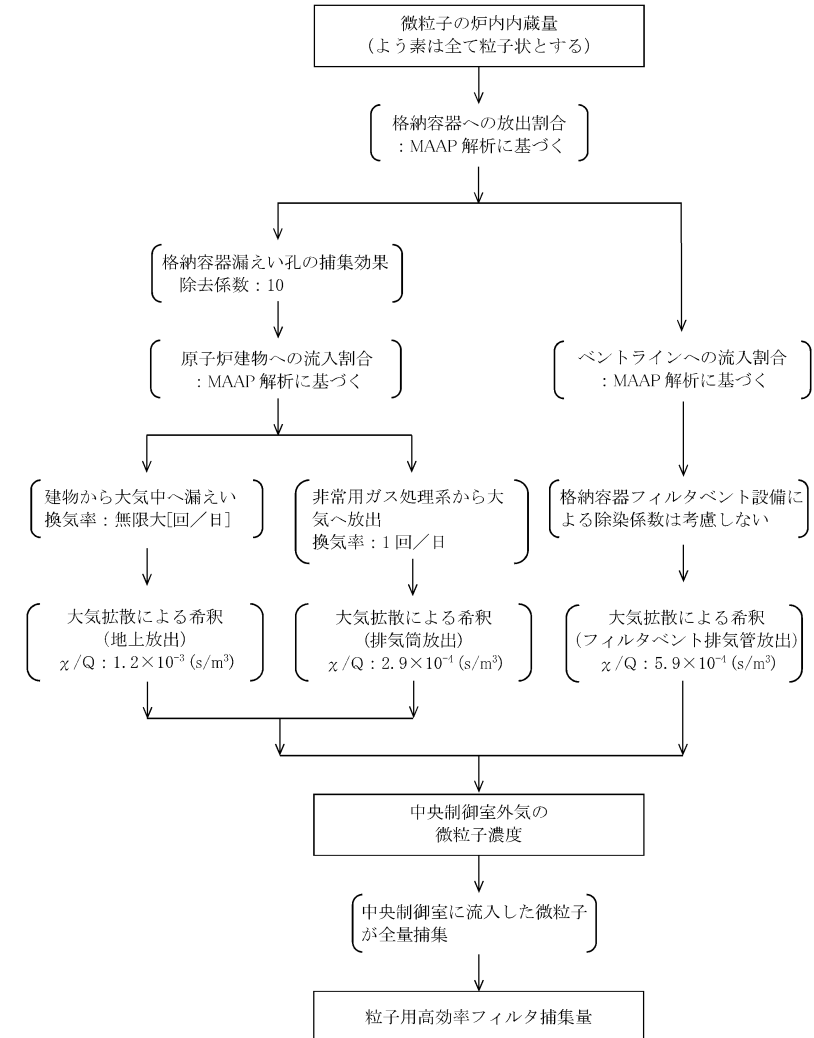 微粒子の炉内内蔵量
（よう素は全て粒子状とする）
格納容器への放出割合
：MAAP 解析に基づく
格納容器漏えい孔の捕集効果
除去係数：10
原子炉建物への流入割合
：MAAP 解析に基づく
ベントラインへの流入割合
：MAAP 解析に基づく
建物から大気中へ漏えい
換気率：無限大[回／日]
非常用ガス処理系から大
気へ放出
換気率：1 回／日
格納容器フィルタベント設備に
よる除染係数は考慮しない
大気拡散による希釈
(地上放出)
χ/Q：1.2×10⁻³ (s/m³)
大気拡散による希釈
(排気筒放出)
χ/Q：2.9×10⁻⁴ (s/m³)
大気拡散による希釈
(フィルタベント排気管放出)
χ/Q：5.9×10⁻⁴ (s/m³)
中央制御室外気の
微粒子濃度
中央制御室に流入した微粒子
が全量捕集
粒子用高効率フィルタ捕集量